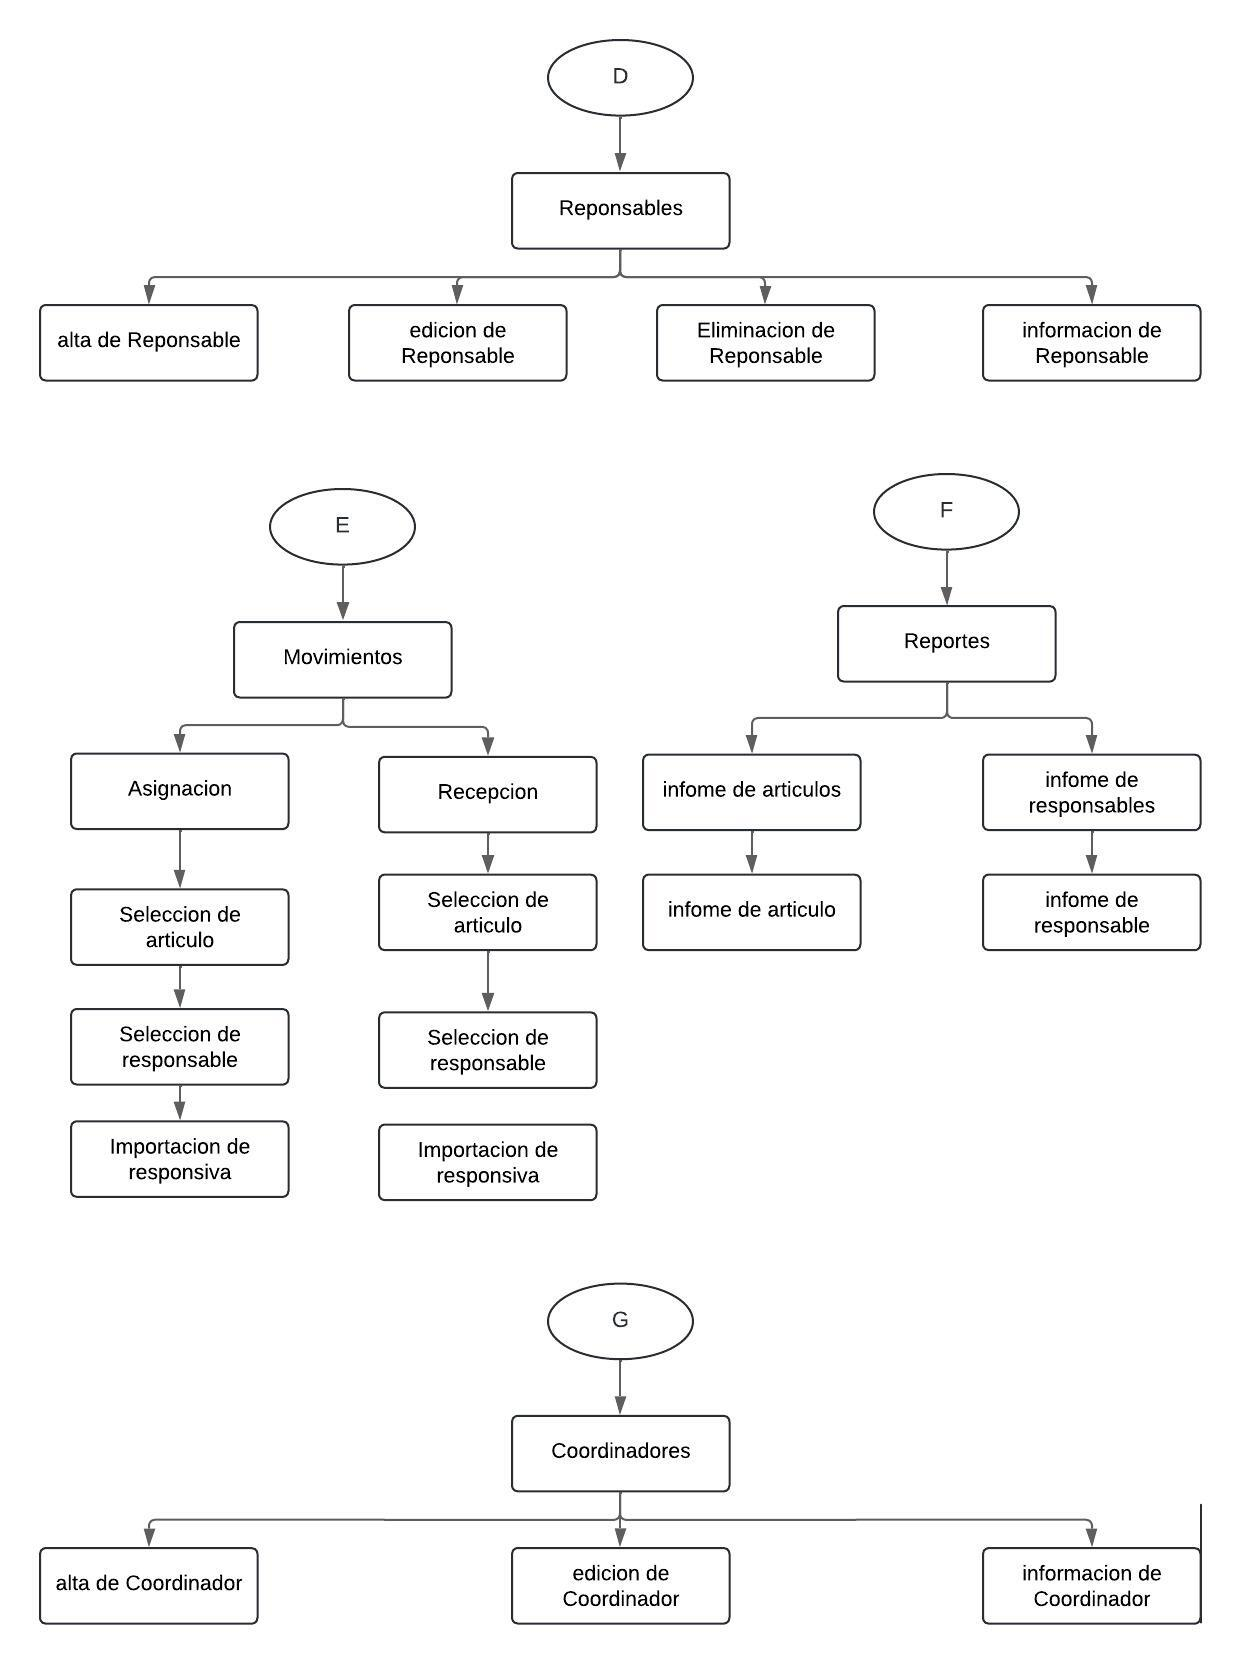 D
Reponsables
alta de Reponsable
edicion de
Reponsable
Eliminacion de
Reponsable
informacion de
Reponsable
E
Movimientos
Asignacion
Seleccion de
articulo
Seleccion de
responsable
Importacion de
responsiva
Recepcion
Seleccion de
articulo
Seleccion de
responsable
Importacion de
responsiva
F
Reportes
infome de articulos
infome de articulo
infome de
responsables
infome de
responsable
G
Coordinadores
alta de Coordinador
edicion de
Coordinador
informacion de
Coordinador